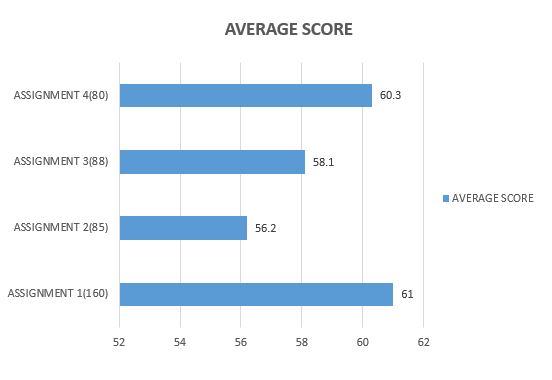 AVERAGE SCORE
ASSIGNMENT 4(80)
60.3
ASSIGNMENT 3(88)
58.1
AVERAGE SCORE
ASSIGNMENT 2(85)
56.2
ASSIGNMENT 1(160)
61
52 54 56 58 60 62